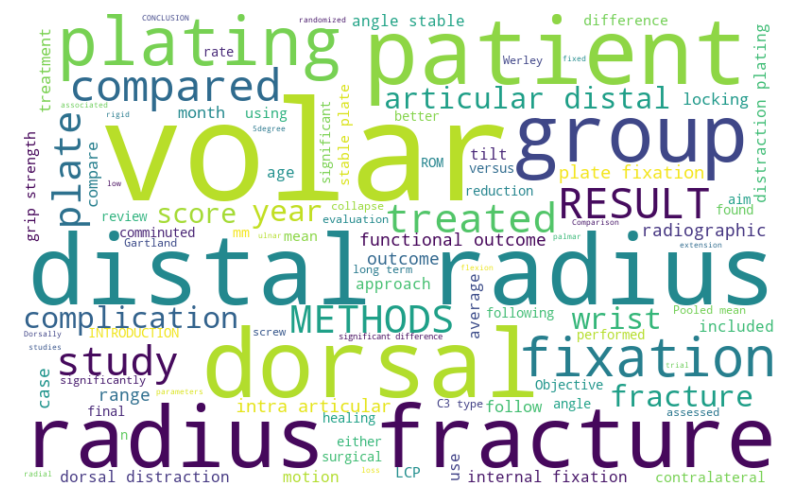 CONCLUSION
randomized
angle stable
difference
plating
patient
treatment
rate
Werley
fixed
compared
associated
rigid
month
using
articular distal
locking
better
distraction plating
volar
group
significant
stable plate
5degree
ROM
tilt
versus
plate
compare
grip strength
age
low
plate fixation
reduction
review
collapse
evaluation
score
year
treated
RESULT
aim
found
comminuted
Gartland
mm
mean
ulnar
functional outcome
Comparison
palmar
radiographic
outcome
extension
distal radius
long term
approach
flexion
complication
METHODS
average
following
wrist
Pooled mean
included
Dorsally
studies
INTRODUCTION
screw
significant difference
performed
trial
study
dorsal
fixation
significantly
parameters
case
range
final
n
Objective
fracture
assessed
intra articular
C3 type
follow
angle
healing
either
surgical
radius fracture
radial
dorsal distraction
motion
loss
LCP
use
internal fixation
contralateral